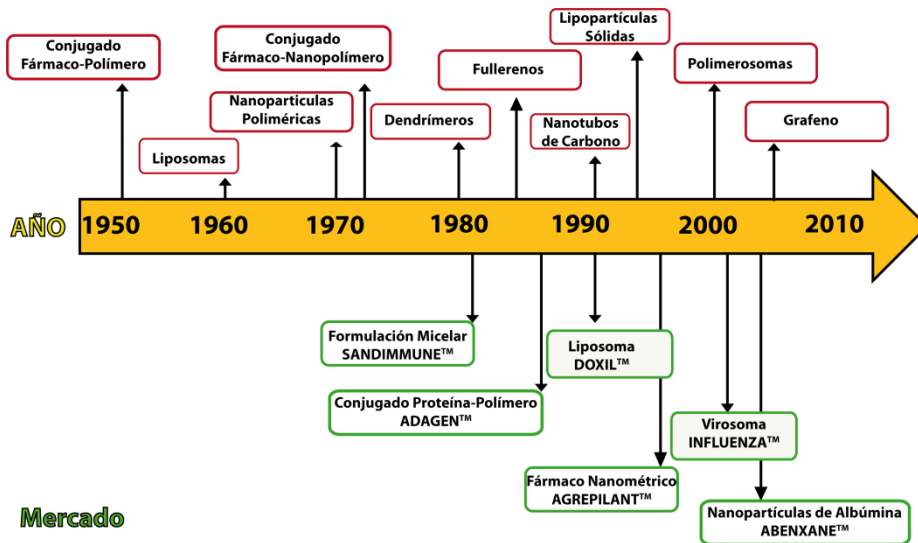 Conjugado
Fármaco-Polímero
Liposomas
Nanoparticulas
Poliméricas
Conjugado
Fármaco-Nanopolímero
Dendrímeros
Fullerenos
Nanotubos
de Carbono
Lipopartículas
Sólidas
Polimerosomas
Grafeno
AÑO
1950
1960
1970
1980
1990
2000
2010
Formulación Micelar
SANDIMMUNE™
Conjugado Proteína-Polímero
ADAGEN™
Liposoma
DOXIL™
Fármaco Nanométrico
AGREPILANT™
Virosoma
INFLUENZA™
Nanopartículas de Albúmina
ABENXANE™
Mercado